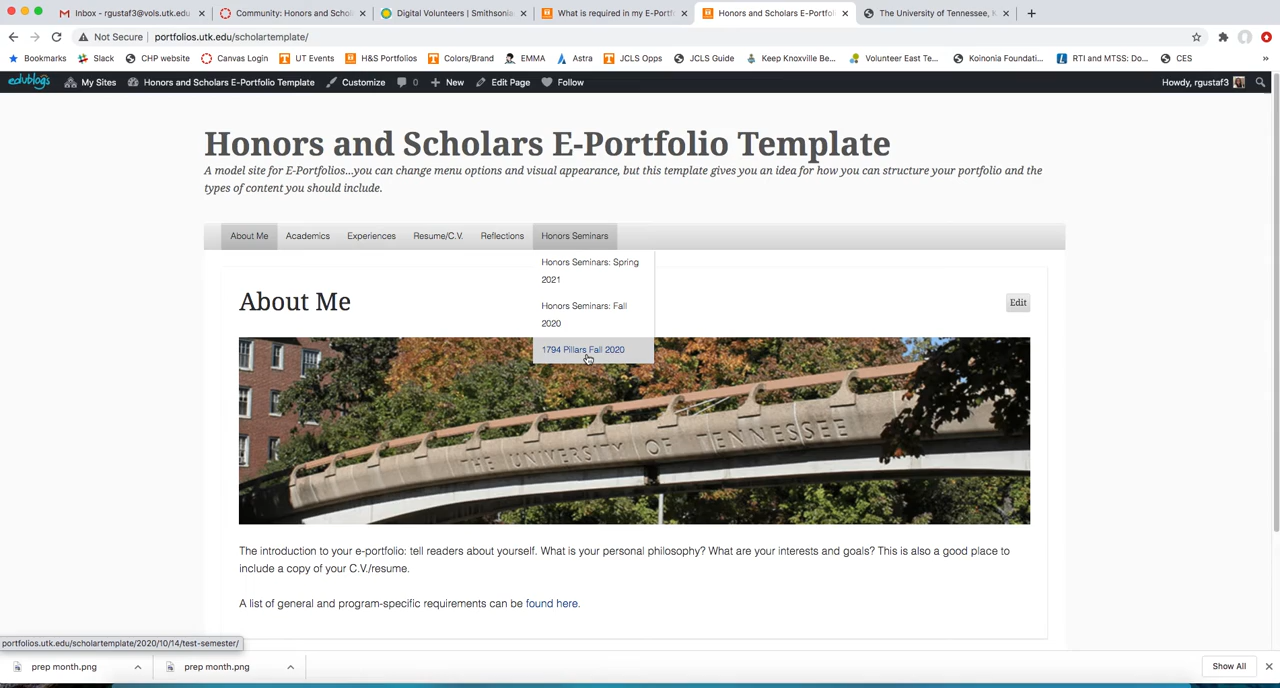 Inbox - rgustaf3@vols.utk.edu
Community: Honors and Schola
Digital Volunteers | Smithsonia
What is required in my E-Portf
Honors and Scholars E-Portfoli
The University of Tennessee, K
Not Secure | portfolios.utk.edu/scholartemplate/
Bookmarks Slack CHP website Canvas Login UT Events H&S Portfolios Colors/Brand EMMA Astra JCLS Opps JCLS Guide Keep Knoxville Be... Volunteer East Te... Koinonia Foundati... RTI and MTSS: Do... CES »
edublogs My Sites Honors and Scholars E-Portfolio Template Customize 0 New Edit Page Follow Howdy, rgustaf3
Honors and Scholars E-Portfolio Template
A model site for E-Portfolios...you can change menu options and visual appearance, but this template gives you an idea for how you can structure your portfolio and the
types of content you should include.
About Me Academics Experiences Resume/C.V. Reflections Honors Seminars
Honors Seminars: Spring
2021
Honors Seminars: Fall
2020
1794 Pillars Fall 2020
About Me
Edit
THE UNIVERSITY OF TENNESSEE
The introduction to your e-portfolio: tell readers about yourself. What is your personal philosophy? What are your interests and goals? This is also a good place to
include a copy of your C.V./resume.
A list of general and program-specific requirements can be found here.
portfolios.utk.edu/scholartemplate/2020/10/14/test-semester/
prep month.png
prep month.png
Show All